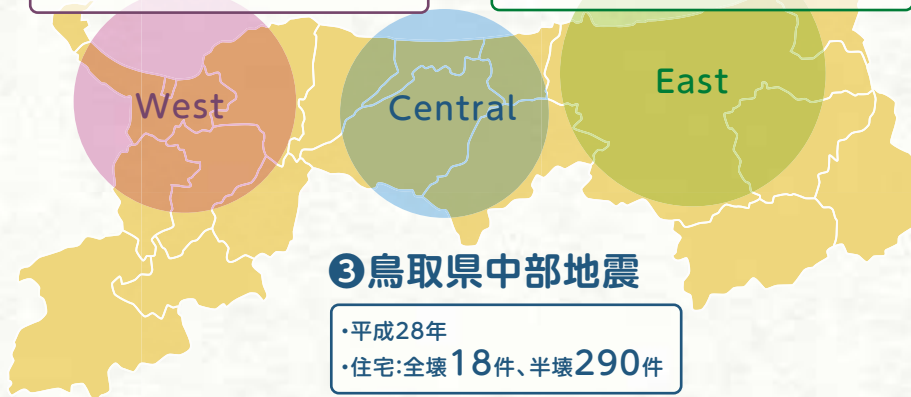 West
Central
East
❸鳥取県中部地震
・平成28年
・住宅:全壊18件、半壊290件